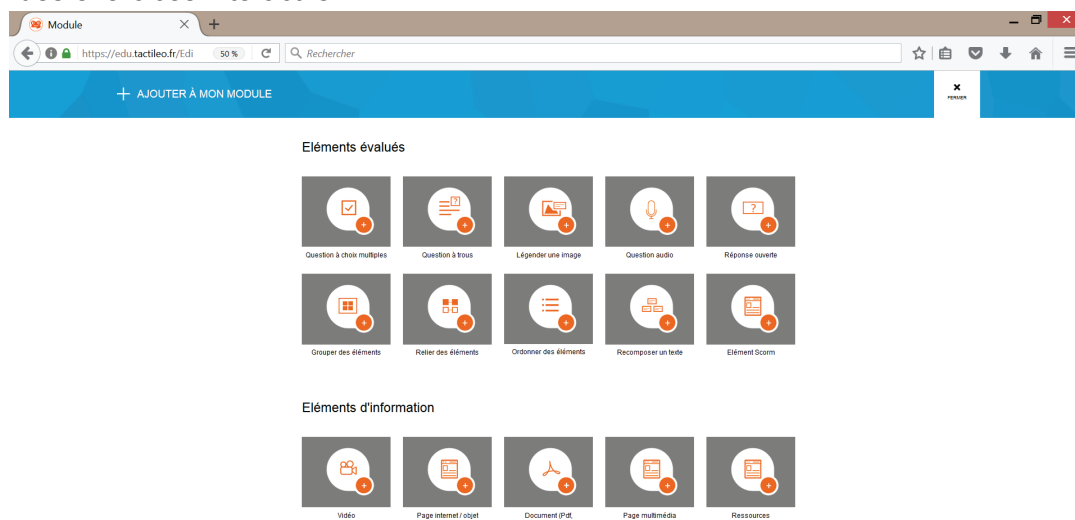 Module
https://edu.tactileo.fr/Edi 50 % Rechercher
AJOUTER À MON MODULE
FERMER
Eléments évalués
Question à choix multiples
Question à trous
Légender une image
Question audio
Réponse ouverte
Grouper des éléments
Relier des éléments
Ordonner des éléments
Recomposer un texte
Elément Scorm
Eléments d'information
Vidéo
Page internet / objet
Document (Pdf,
Page multimédia
Ressources